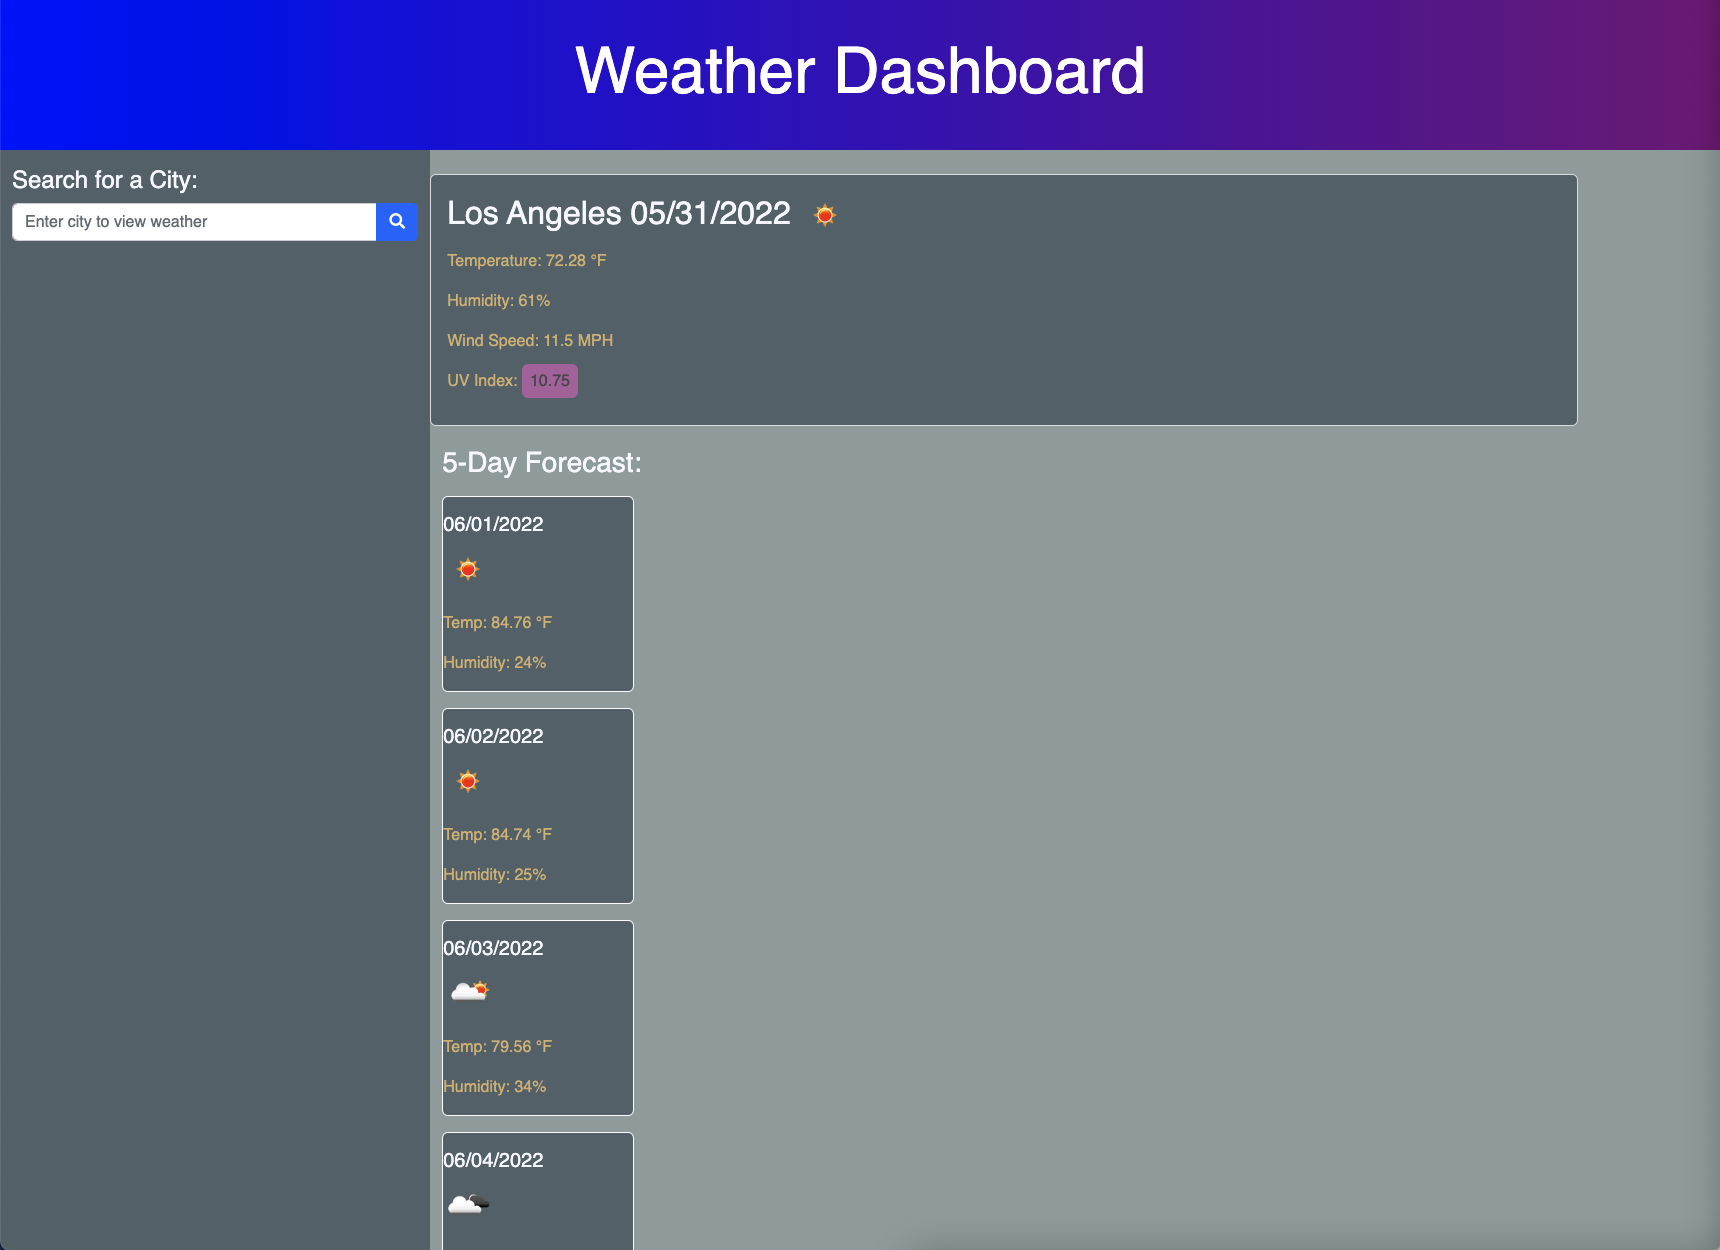 Weather Dashboard
Search for a City:
Enter city to view weather
Los Angeles 05/31/2022
Temperature: 72.28 °F
Humidity: 61%
Wind Speed: 11.5 MPH
UV Index: 10.75
5-Day Forecast:
06/01/2022
Temp: 84.76 °F
Humidity: 24%
06/02/2022
Temp: 84.74 °F
Humidity: 25%
06/03/2022
Temp: 79.56 °F
Humidity: 34%
06/04/2022